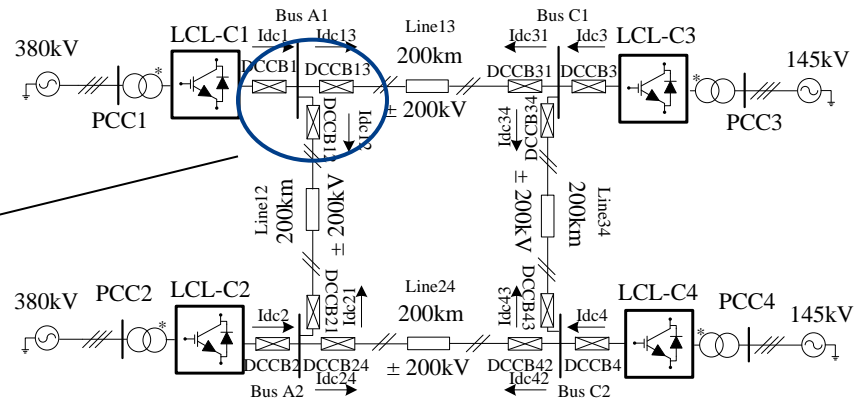 Bus A1
Bus C1
LCL-C1
Idc1
Idc13
Line13
Idc31
Idc3
LCL-C3
380kV
200km
145kV
DCCB1
DCCB13
DCCB31
DCCB3
*
*
± 200kV
PCC1
PCC3
DCCB12
Idc12
Idc34
DCCB34
Line12
200km
± 200kV
± 200kV
200km
Line34
PCC2
LCL-C2
DCCB21
Idc21
Line24
Idc43
DCCB43
LCL-C4
PCC4
380kV
Idc2
200km
Idc4
145kV
*
*
DCCB2
DCCB24
± 200kV
DCCB42
DCCB4
Bus A2
Idc24
Idc42
Bus C2